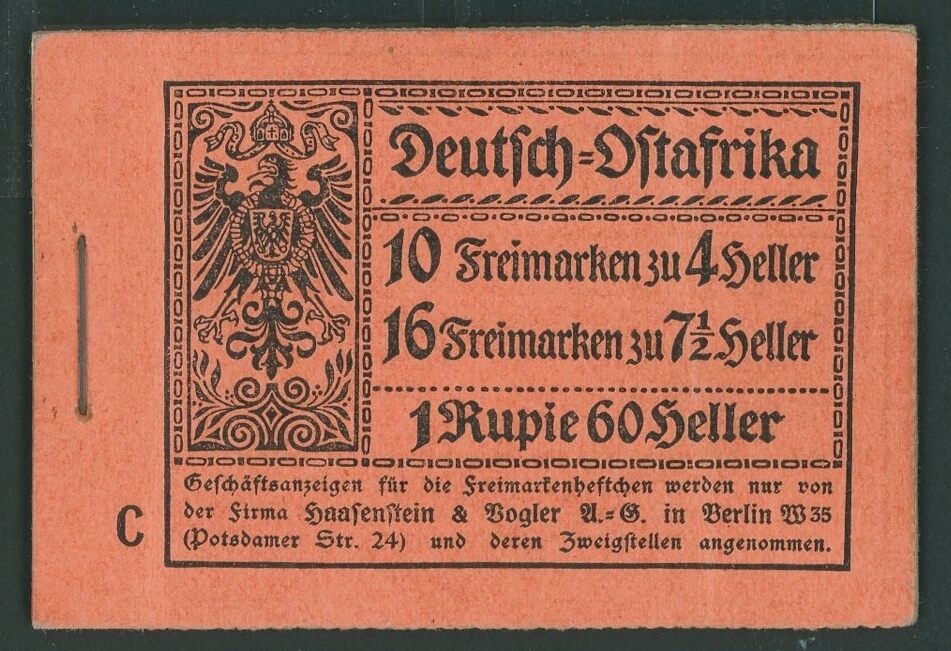 Deutſch=Oſtafrika
10 Freimarken zu 4 Heller
16 Freimarken zu 7½ Heller
1 Rupie 60 Heller
Geſchäftsanzeigen für die Freimarkenheftchen werden nur von
der Firma Haaſenſtein & Vogler A.=G. in Berlin W 35
(Potsdamer Str. 24) und deren Zweigſtellen angenommen.
C